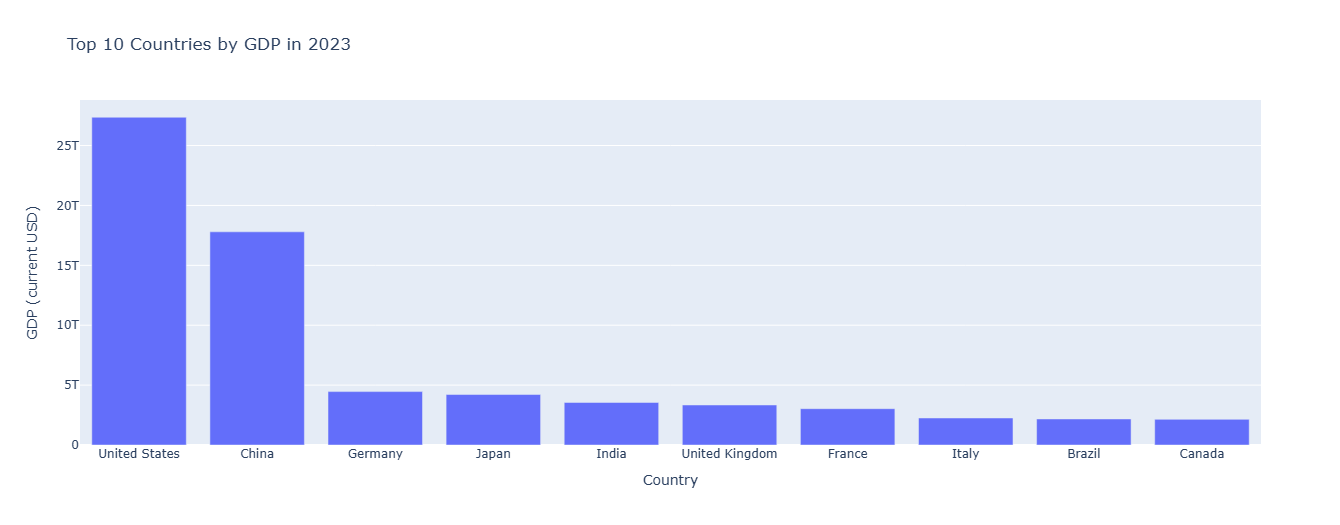 Top 10 Countries by GDP in 2023
GDP (current USD)
25T
20T
15T
10T
5T
0
United States China Germany Japan India United Kingdom France Italy Brazil Canada
Country